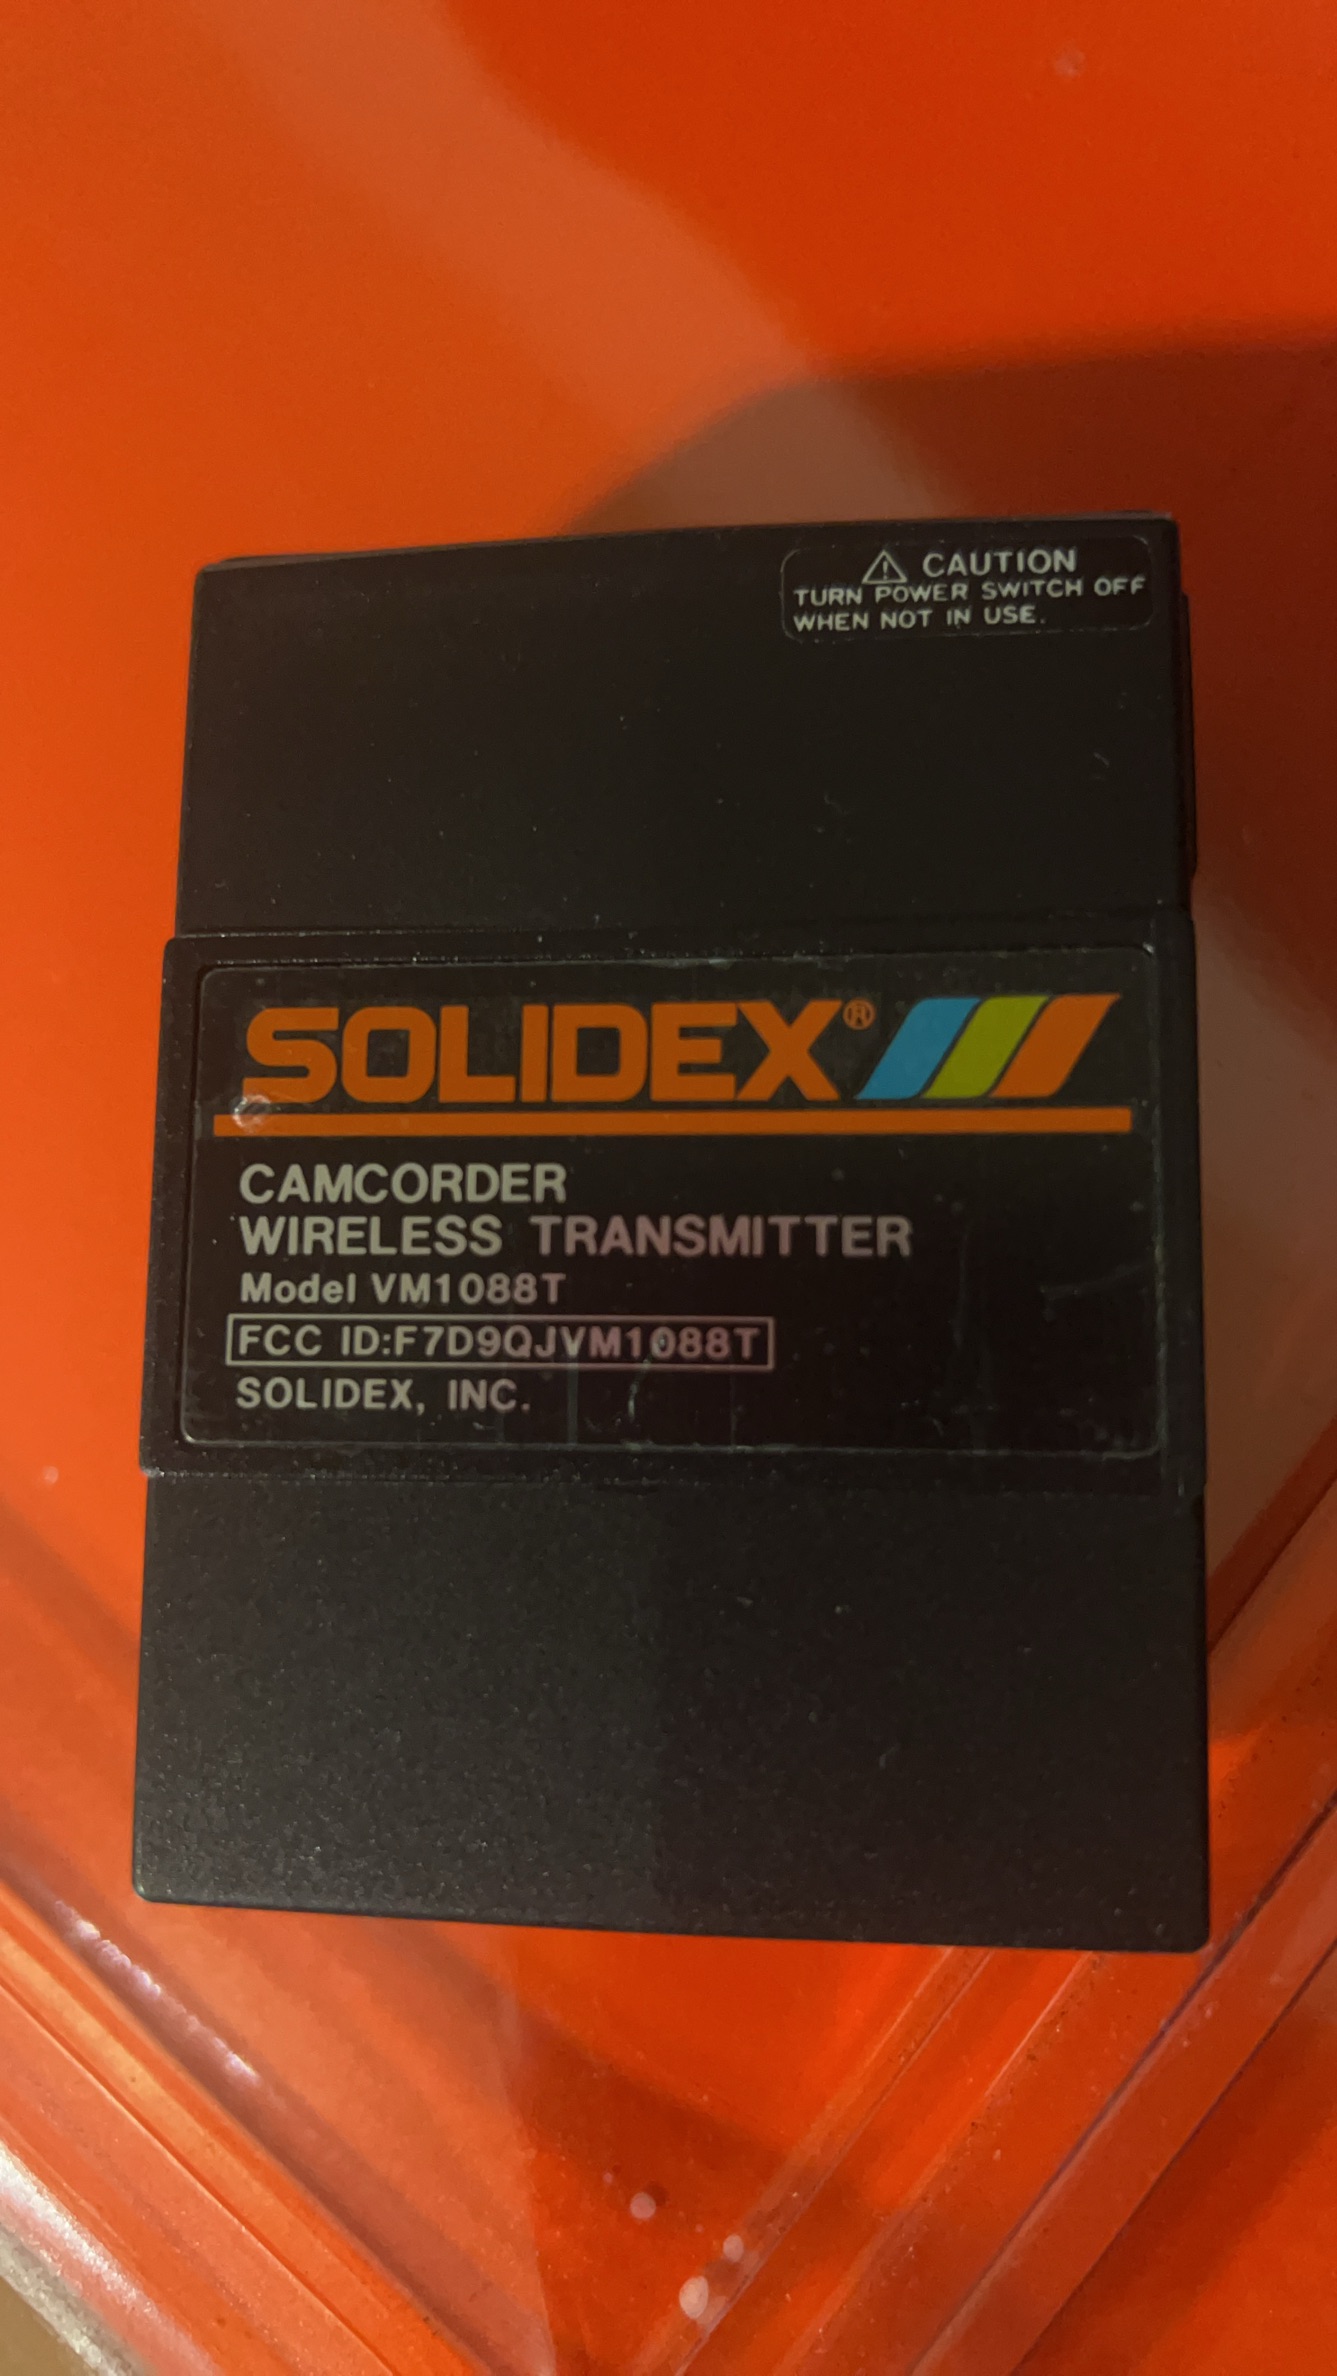 CAUTION
TURN POWER SWITCH OFF
WHEN NOT IN USE.
SOLIDEX®
CAMCORDER
WIRELESS TRANSMITTER
Model VM1088T
FCC ID:F7D9QJVM1088T
SOLIDEX, INC.